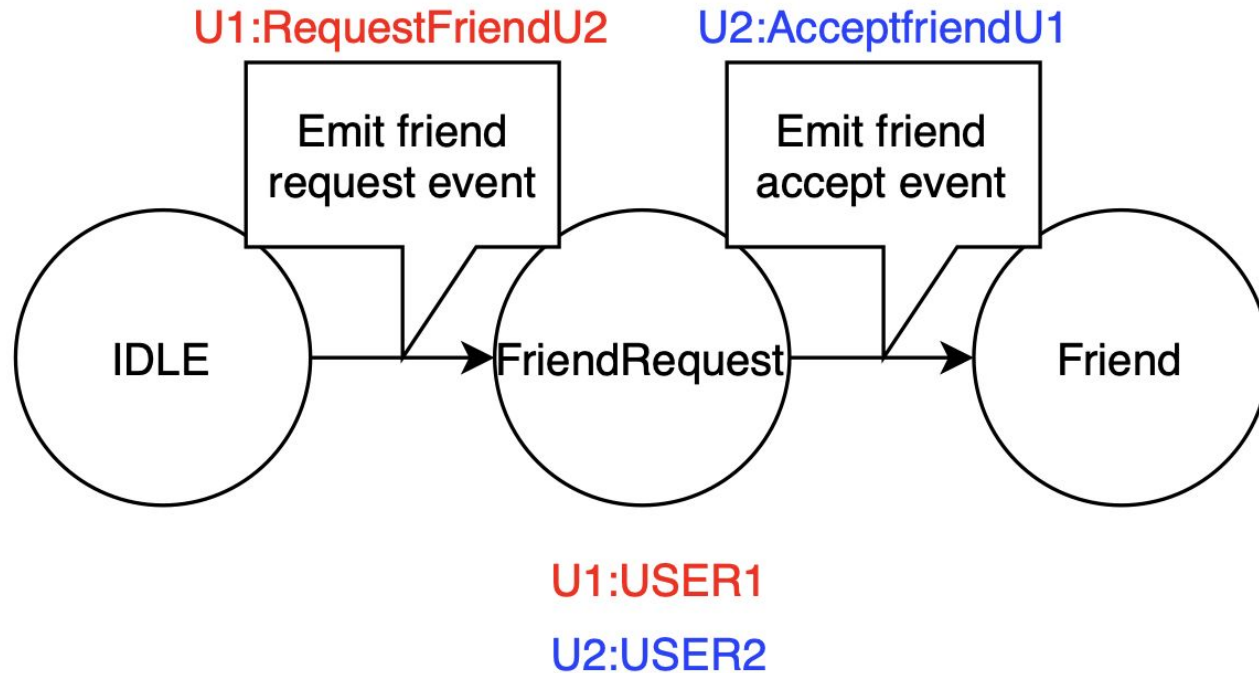 U1:RequestFriendU2
U2:AcceptfriendU1
Emit friend
request event
Emit friend
accept event
IDLE
FriendRequest
Friend
U1:USER1
U2:USER2